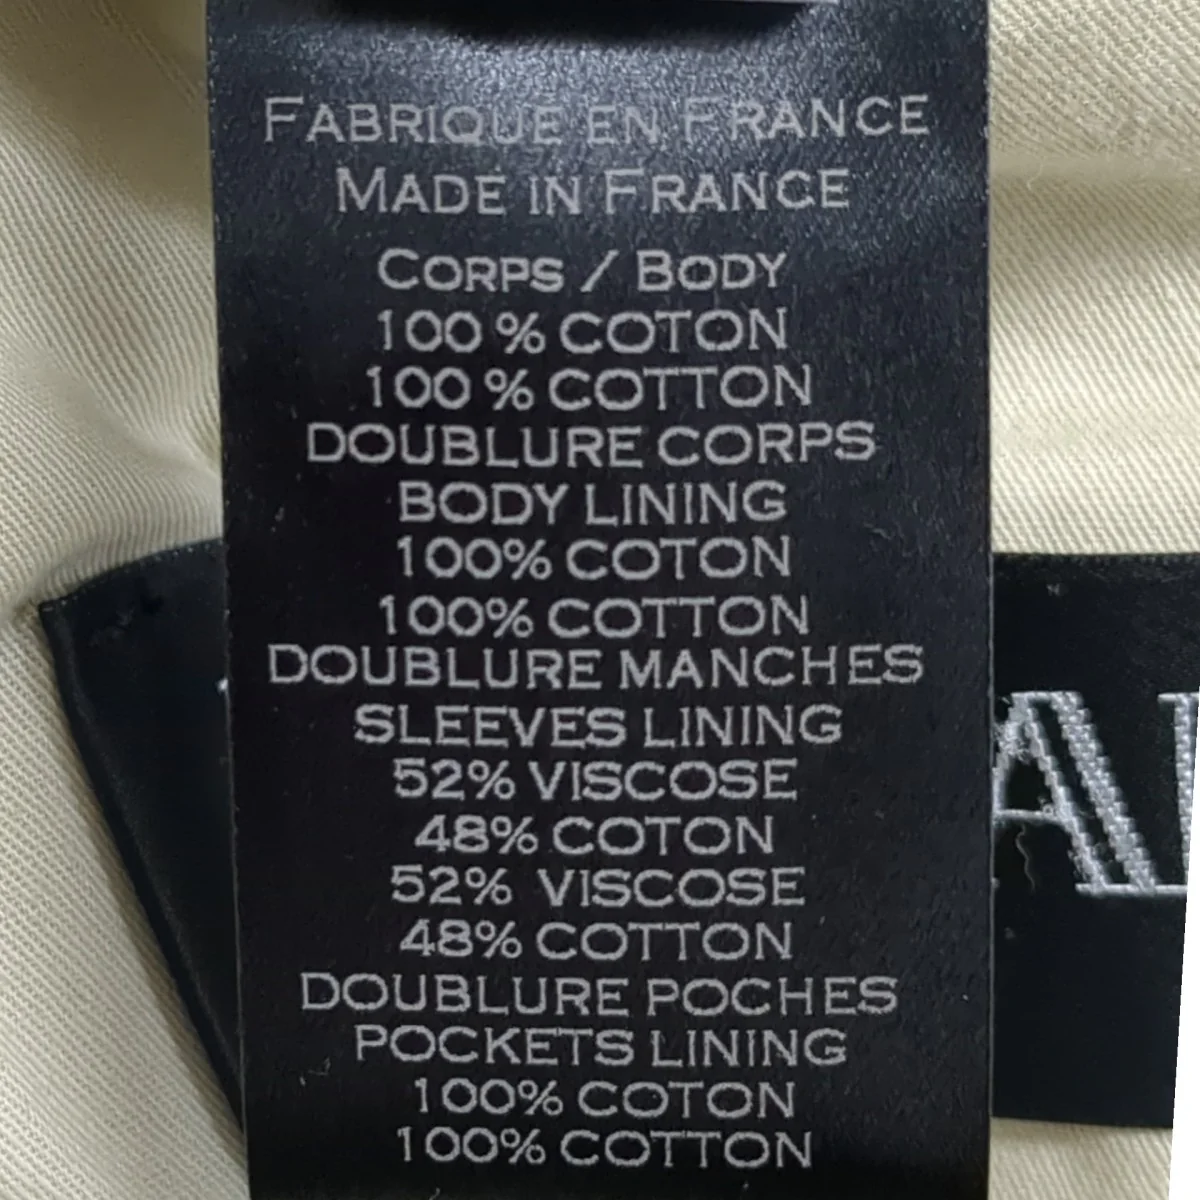 FABRIQUE EN FRANCE
MADE IN FRANCE
CORPS / BODY
100 % COTON
100 % COTTON
DOUBLURE CORPS
BODY LINING
100% COTON
100% COTTON
DOUBLURE MANCHES
SLEEVES LINING
52% VISCOSE
48% COTON
52% VISCOSE
48% COTTON
DOUBLURE POCHES
POCKETS LINING
100% COTON
100% COTTON